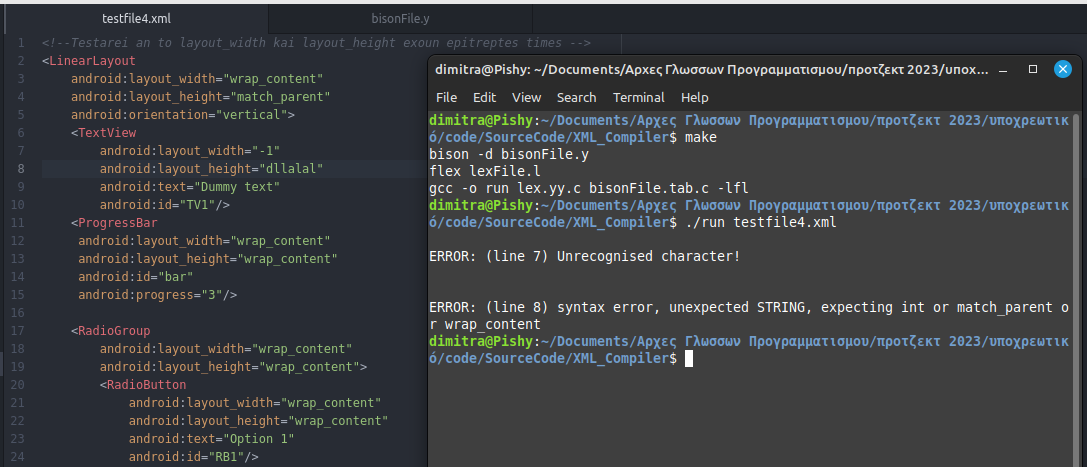 testfile4.xml
bisonFile.y
1 <!--Testarei an to layout_width kai layout_height exoun epitreptes times -->
2 <LinearLayout
3 android:layout_width="wrap_content"
4 android:layout_height="match_parent"
5 android:orientation="vertical">
6 <TextView
7 android:layout_width="-1"
8 android:layout_height="dllalal"
9 android:text="Dummy text"
10 android:id="TV1"/>
11 <ProgressBar
12 android:layout_width="wrap_content"
13 android:layout_height="wrap_content"
14 android:id="bar"
15 android:progress="3"/>
16
17 <RadioGroup
18 android:layout_width="wrap_content"
19 android:layout_height="wrap_content">
20 <RadioButton
21 android:layout_width="wrap_content"
22 android:layout_height="wrap_content"
23 android:text="Option 1"
24 android:id="RB1"/>
dimitra@Pishy: ~/Documents/Αρχες Γλωσσων Προγραμματισμου/προτζεκτ 2023/υποχ...
File Edit View Search Terminal Help
dimitra@Pishy:~/Documents/Αρχες Γλωσσων Προγραμματισμου/προτζεκτ 2023/υποχρεωτικ
ό/code/SourceCode/XML_Compiler$ make
bison -d bisonFile.y
flex lexFile.l
gcc -o run lex.yy.c bisonFile.tab.c -lfl
dimitra@Pishy:~/Documents/Αρχες Γλωσσων Προγραμματισμου/προτζεκτ 2023/υποχρεωτικ
ό/code/SourceCode/XML_Compiler$ ./run testfile4.xml
ERROR: (line 7) Unrecognised character!
ERROR: (line 8) syntax error, unexpected STRING, expecting int or match_parent o
r wrap_content
dimitra@Pishy:~/Documents/Αρχες Γλωσσων Προγραμματισμου/προτζεκτ 2023/υποχρεωτικ
ό/code/SourceCode/XML_Compiler$